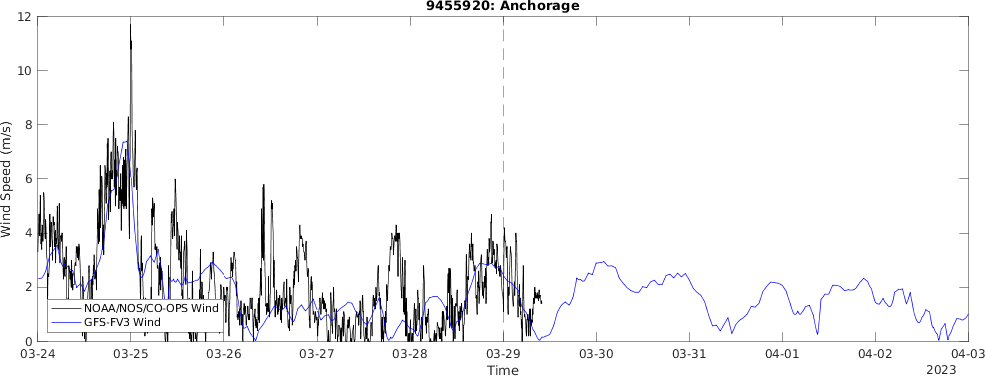 9455920: Anchorage
12
10
8
6
4
2
0
Wind Speed (m/s)
NOAA/NOS/CO-OPS Wind
GFS-FV3 Wind
03-24 03-25 03-26 03-27 03-28 03-29 03-30 03-31 04-01 04-02 04-03
Time
2023